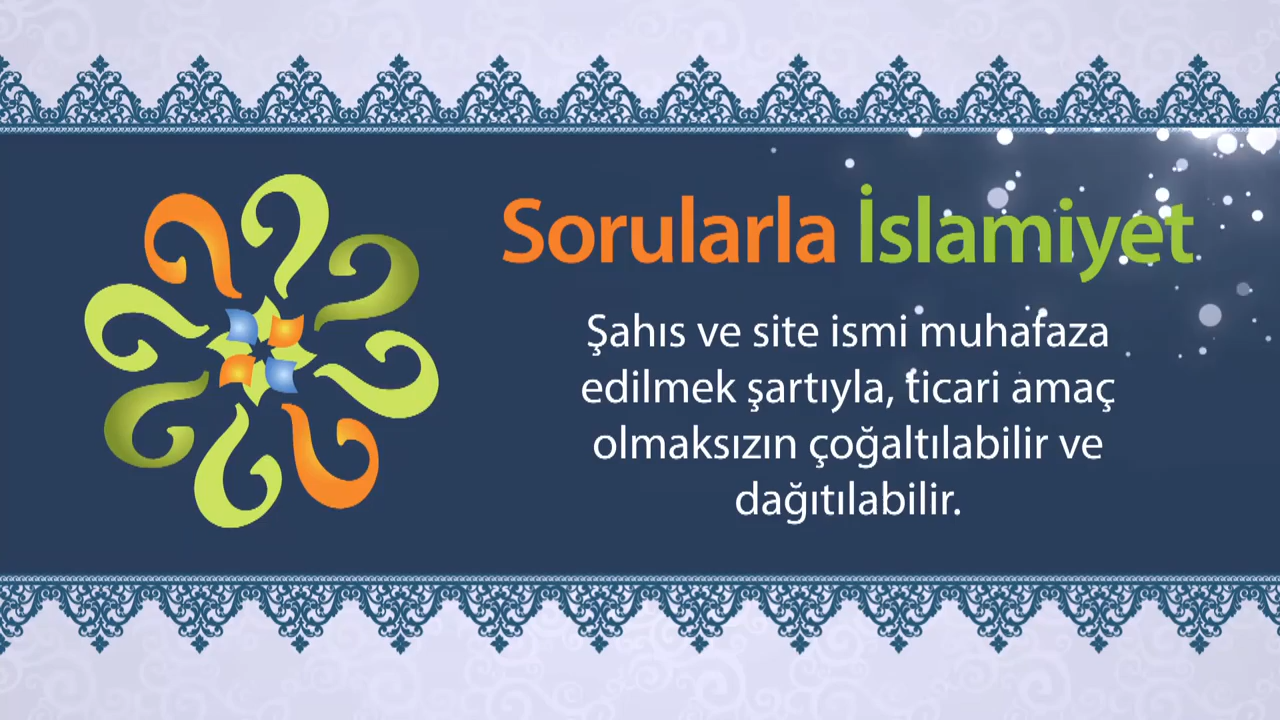 Sorularla İslamiyet
Şahıs ve site ismi muhafaza
edilmek şartıyla, ticari amaç
olmaksızın çoğaltılabilir ve
dağıtılabilir.